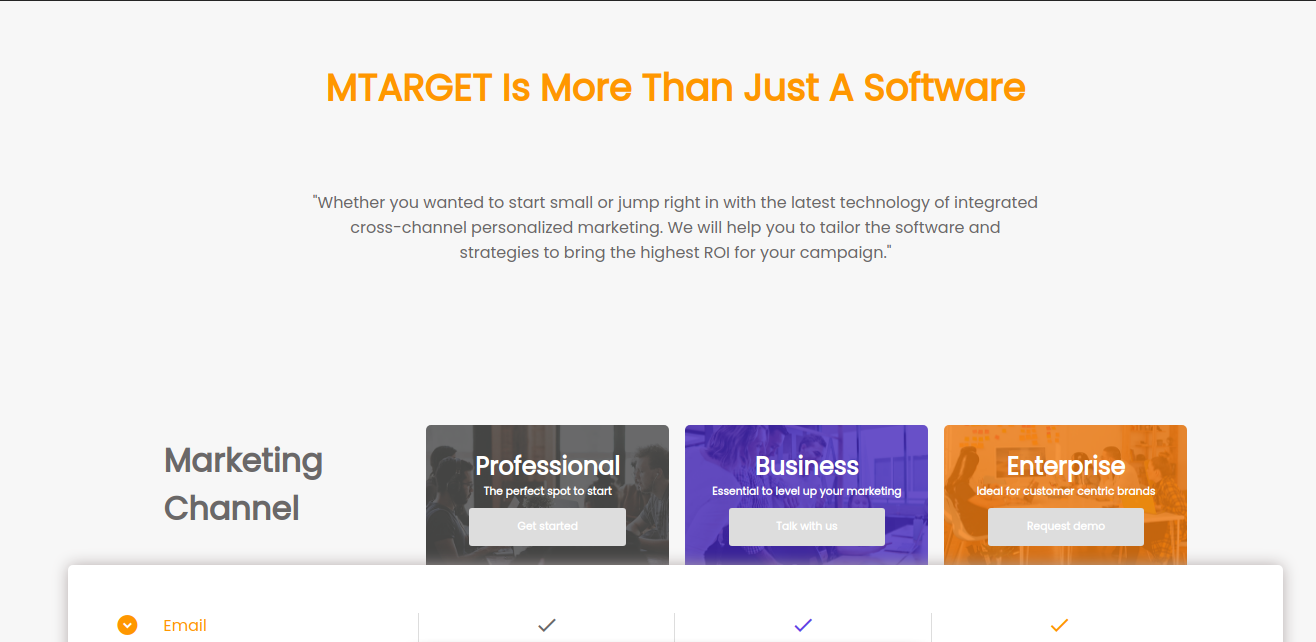 MTARGET Is More Than Just A Software
"Whether you wanted to start small or jump right in with the latest technology of integrated
cross-channel personalized marketing. We will help you to tailor the software and
strategies to bring the highest ROI for your campaign."
Marketing
Channel
Professional
The perfect spot to start
Get started
Business
Essential to level up your marketing
Talk with us
Enterprise
Ideal for customer centric brands
Request demo
Email